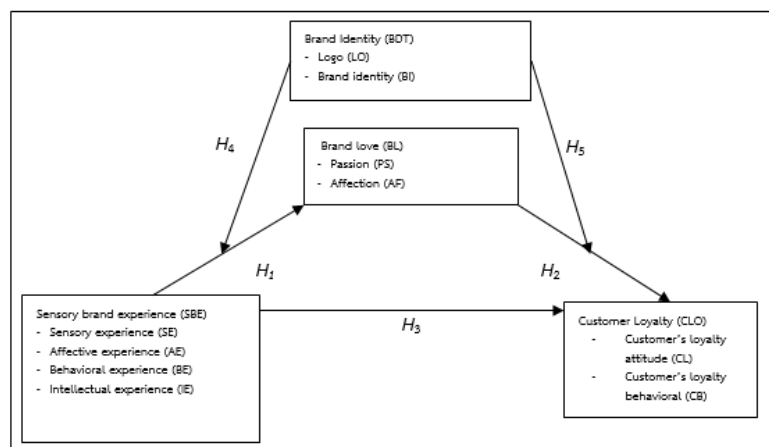 Brand Identity (BDT)
- Logo (LO)
- Brand identity (BI)
H4
H5
Brand love (BL)
- Passion (PS)
- Affection (AF)
H1
H2
Sensory brand experience (SBE)
- Sensory experience (SE)
- Affective experience (AE)
- Behavioral experience (BE)
- Intellectual experience (IE)
H3
Customer Loyalty (CLO)
- Customer's loyalty
attitude (CL)
- Customer's loyalty
behavioral (CB)